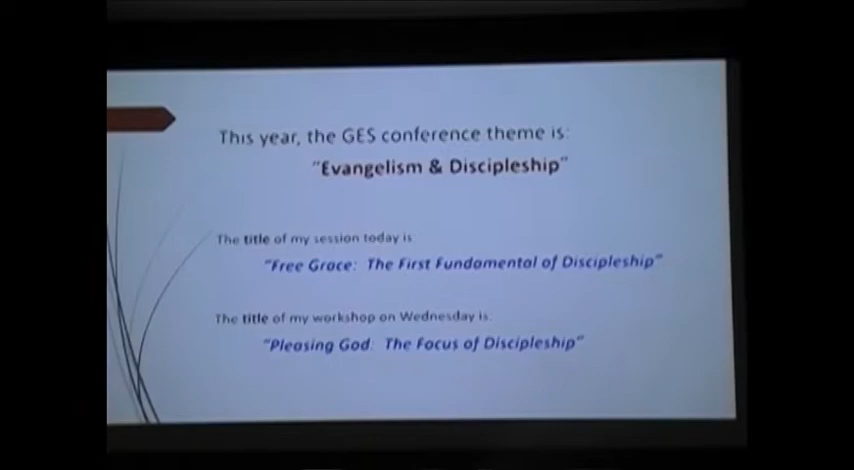 This year, the GES conference theme is:
"Evangelism & Discipleship"
The title of my session today is:
"Free Grace: The First Fundamental of Discipleship"
The title of my workshop on Wednesday is:
"Pleasing God: The Focus of Discipleship"